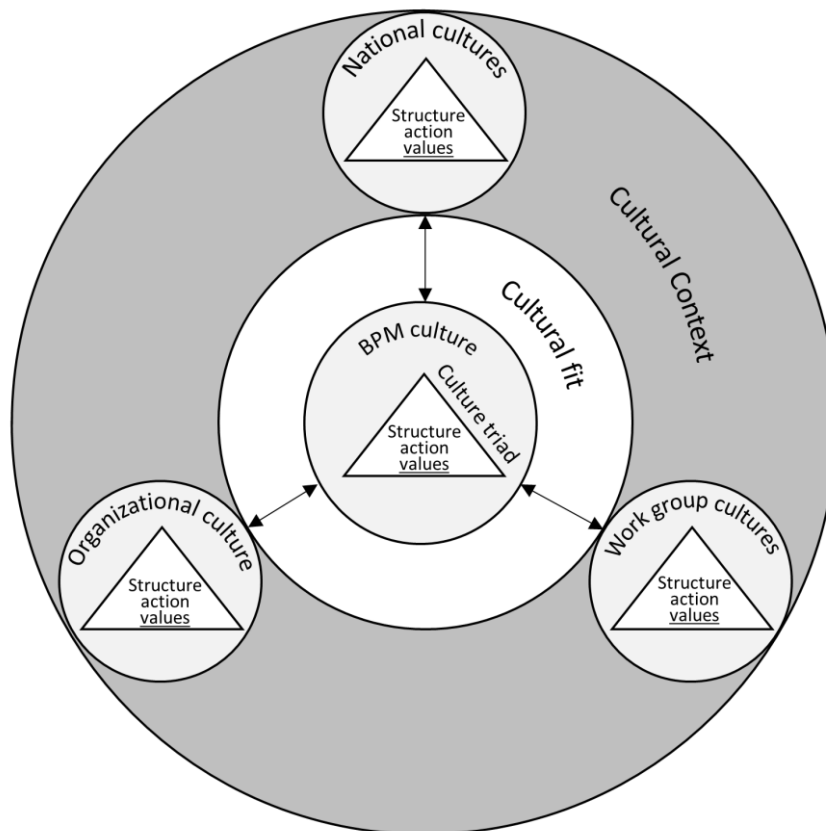 National cultures
Structure
action
values
Cultural Context
Cultural fit
BPM culture
Culture triad
Structure
action
values
Organizational culture
Structure
action
values
Work group cultures
Structure
action
values